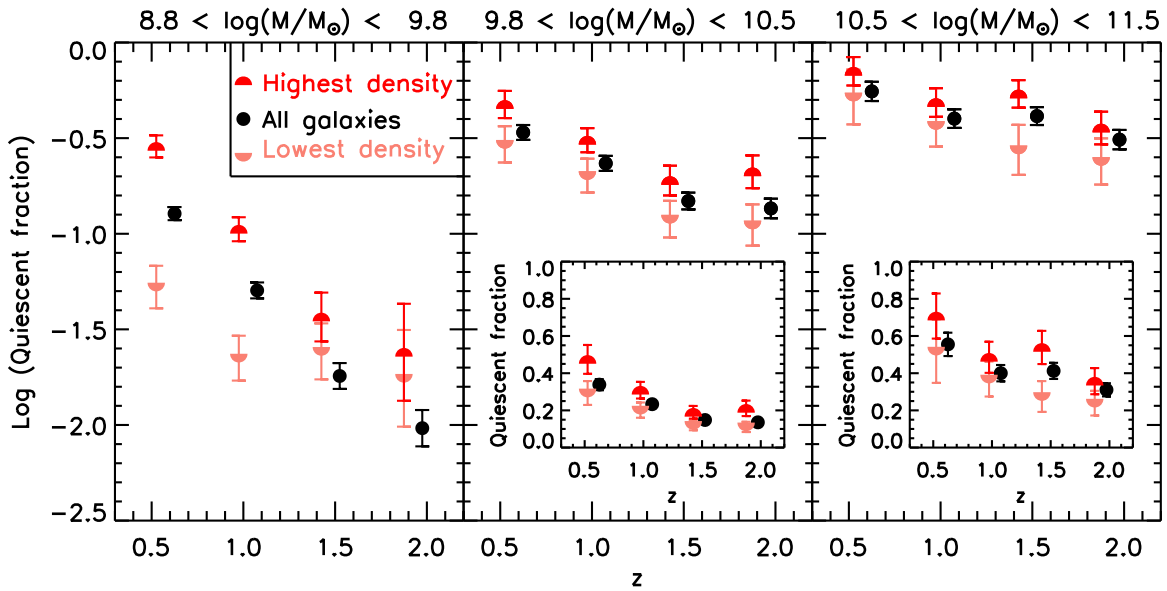 8.8 < log(M/M⊙) < 9.8
9.8 < log(M/M⊙) < 10.5
10.5 < log(M/M⊙) < 11.5
Highest density
All galaxies
Lowest density
Log (Quiescent fraction)
0.0
-0.5
-1.0
-1.5
-2.0
-2.5
0.5 1.0 1.5 2.0
Quiescent fraction
1.0
0.8
0.6
0.4
0.2
0.0
0.5 1.0 1.5 2.0
z
0.5 1.0 1.5 2.0
Quiescent fraction
1.0
0.8
0.6
0.4
0.2
0.0
0.5 1.0 1.5 2.0
z
0.5 1.0 1.5 2.0
z